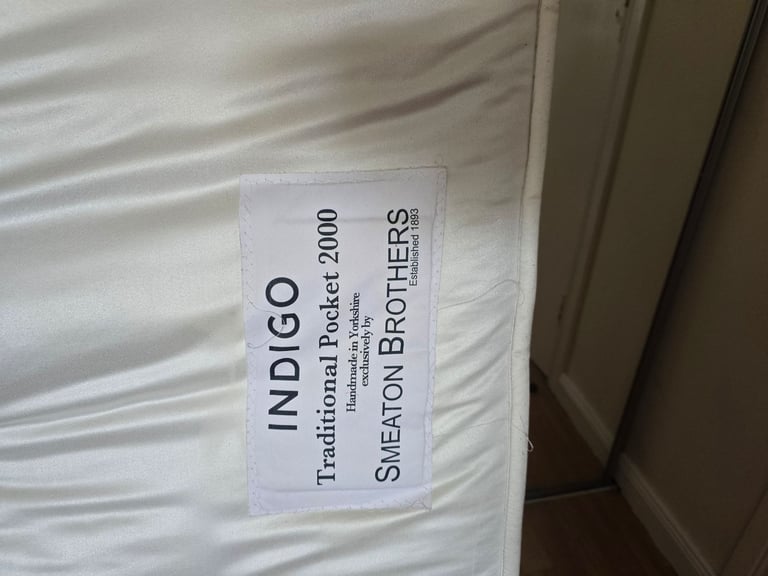 INDIGO
Traditional Pocket 2000
Handmade in Yorkshire
exclusively by
SMEATON BROTHERS
Established 1893